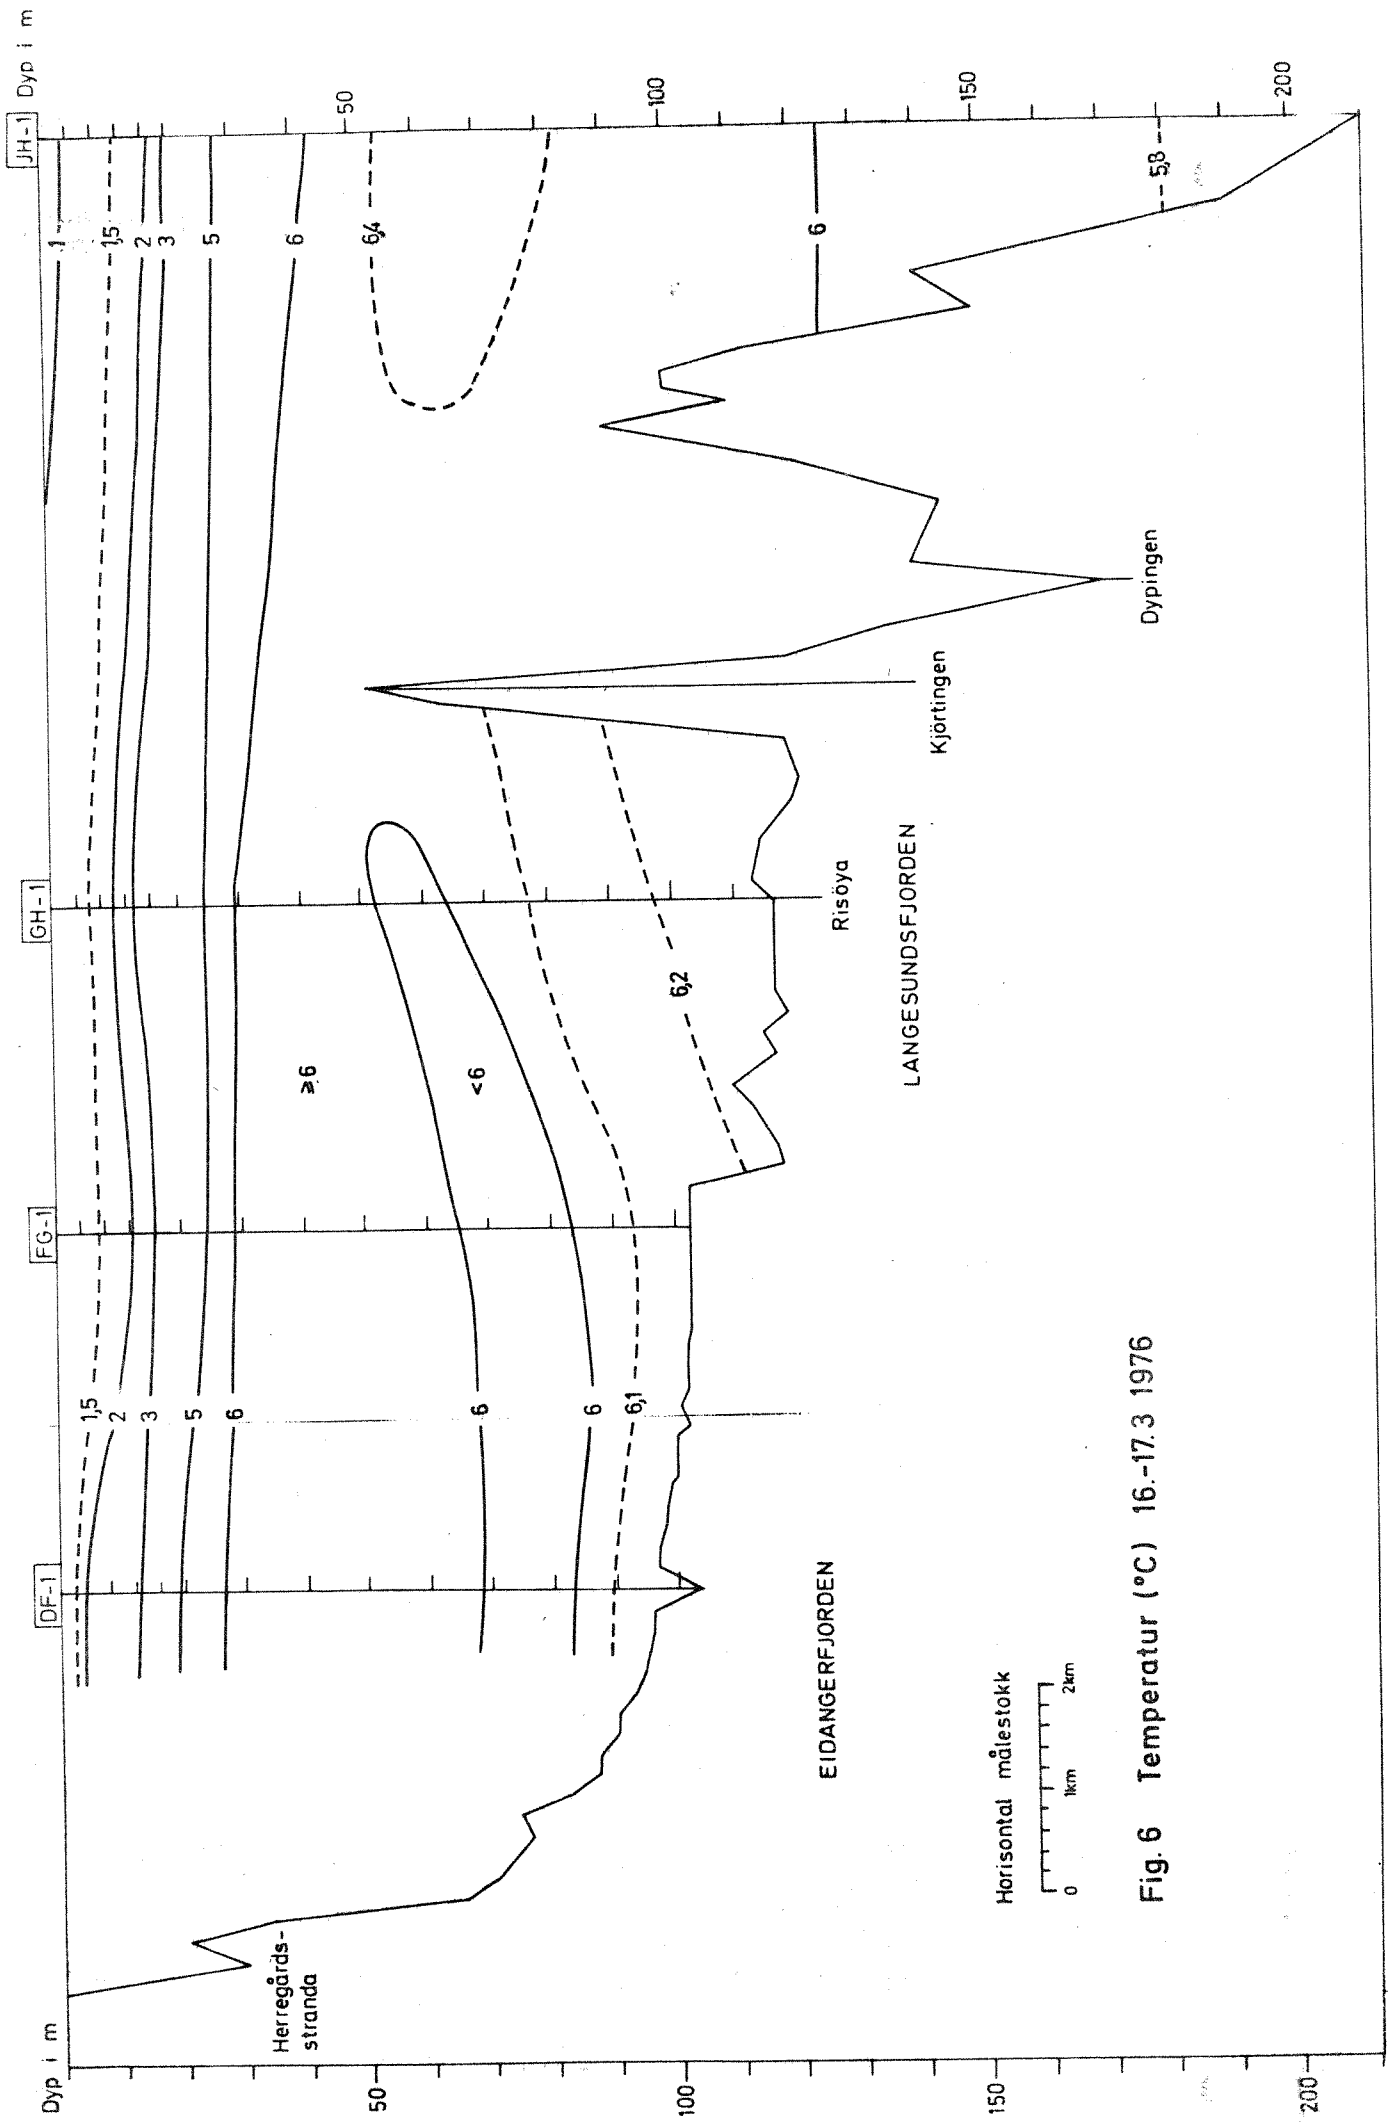 Dyp i m
DF-1
FG-1
GH-1
JH-1
Dyp i m
1,5
2
3
5
6
6
6
6,1
≥6
<6
6,2
1
1,5
2
3
5
6
6,4
6
5,8
50
100
150
200
50
100
150
200
Herregårds-
stranda
EIDANGERFJORDEN
LANGESUNDSFJORDEN
Risöya
Kjörtingen
Dypingen
Horisontal målestokk
0 1km 2km
Fig. 6 Temperatur (°C) 16.-17.3 1976